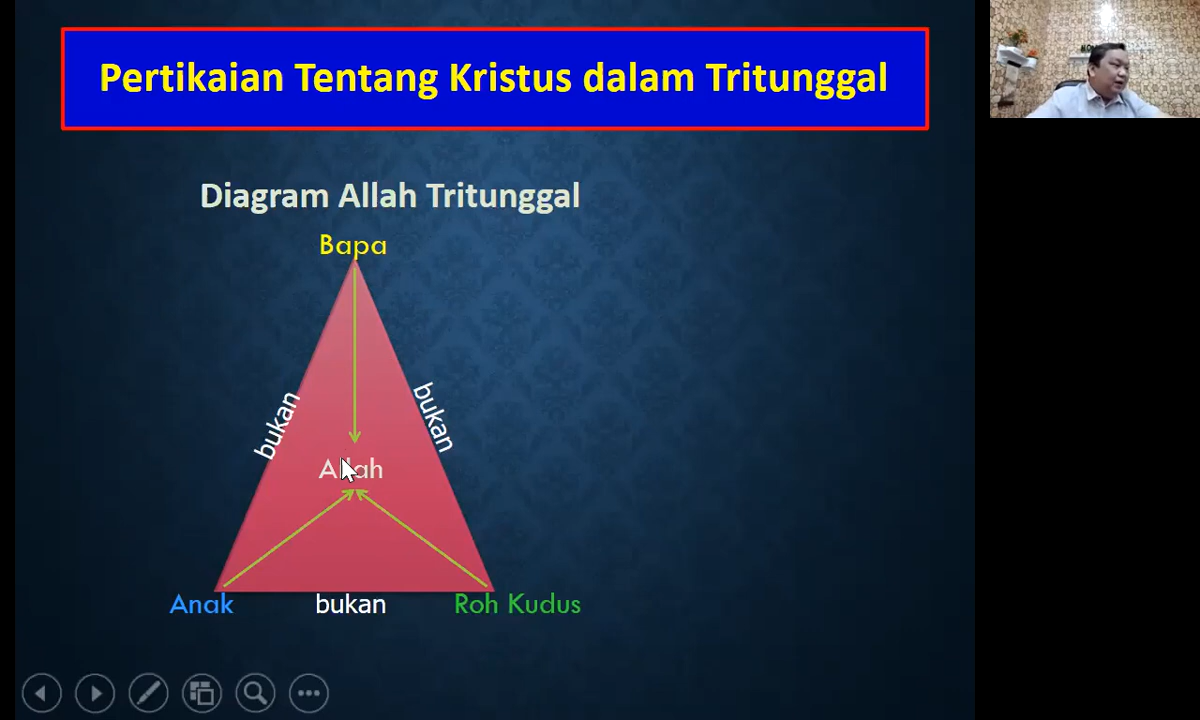 Pertikaian Tentang Kristus dalam Tritunggal
Diagram Allah Tritunggal
Bapa
bukan
bukan
Allah
Anak
bukan
Roh Kudus